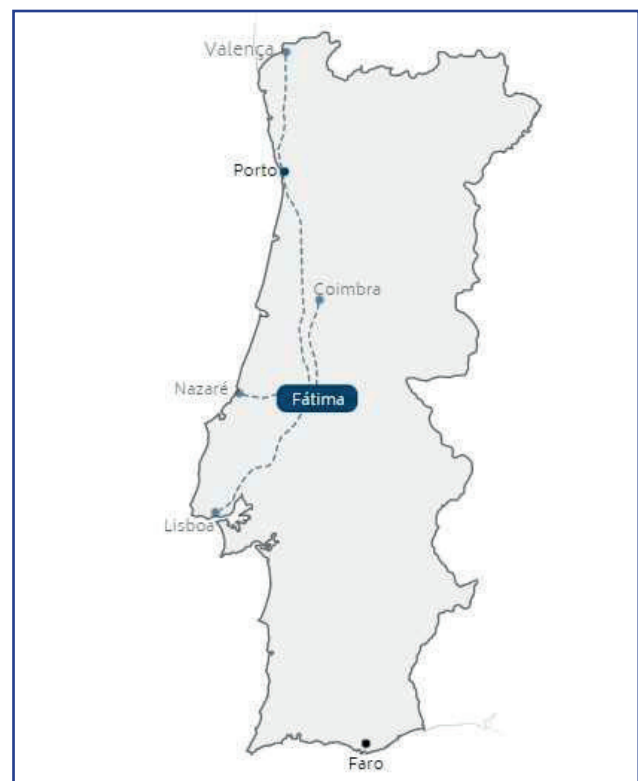 Valença
Porto
Coimbra
Nazaré
Fátima
Lisboa
Faro